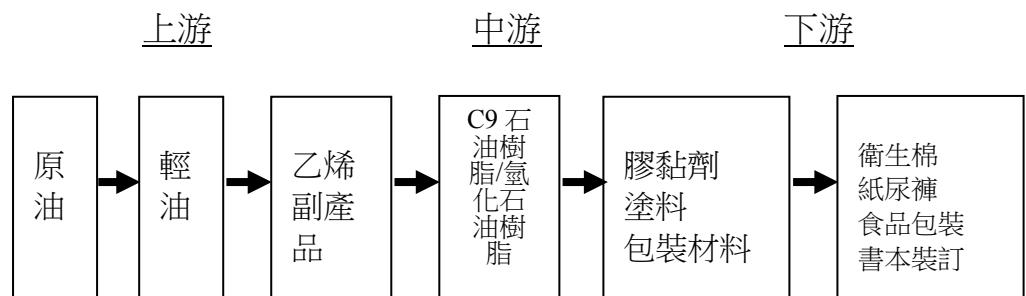 上游
中游
下游
原
油
輕
油
乙烯
副產
品
C9 石
油樹
脂/氫
化石
油樹
脂
膠黏劑
塗料
包裝材料
衛生棉
紙尿褲
食品包裝
書本裝訂